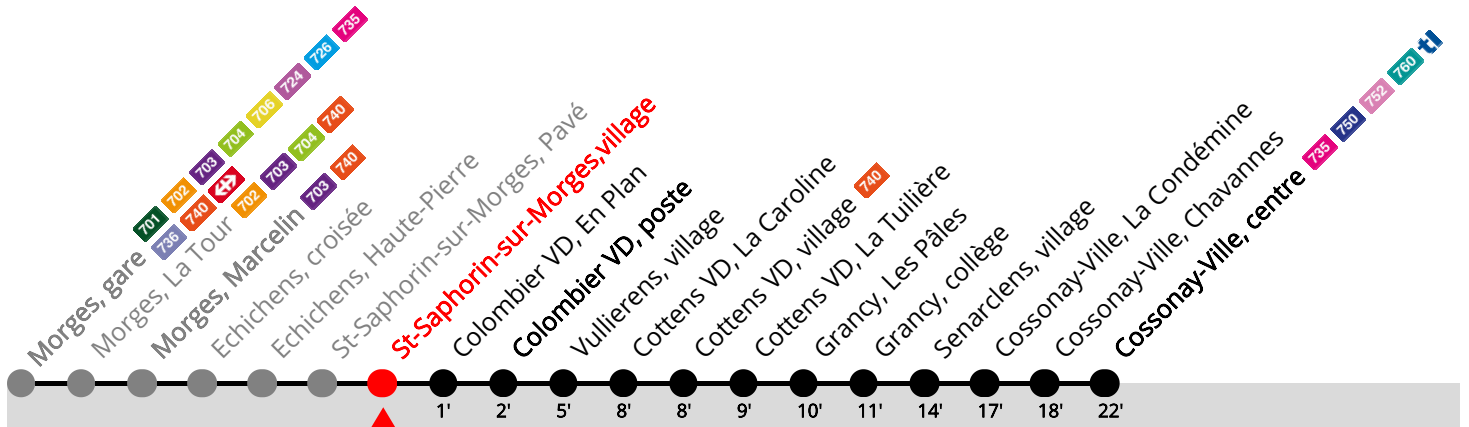 Morges, gare
701 702 703 704 706 724 726 735
736 740
Morges, La Tour 702 703 704 740
Morges, Marcelin 703 740
Echichens, croisée
Echichens, Haute-Pierre
St-Saphorin-sur-Morges, Pavé
St-Saphorin-sur-Morges,village
Colombier VD, En Plan
Colombier VD, poste
Vullierens, village
Cottens VD, La Caroline
Cottens VD, village 740
Cottens VD, La Tuilière
Grancy, Les Pâles
Grancy, collège
Senarclens, village
Cossonay-Ville, La Condémine
Cossonay-Ville, Chavannes
Cossonay-Ville, centre 735 750 752 760 tl
1' 2' 5' 8' 8' 9' 10' 11' 14' 17' 18' 22'